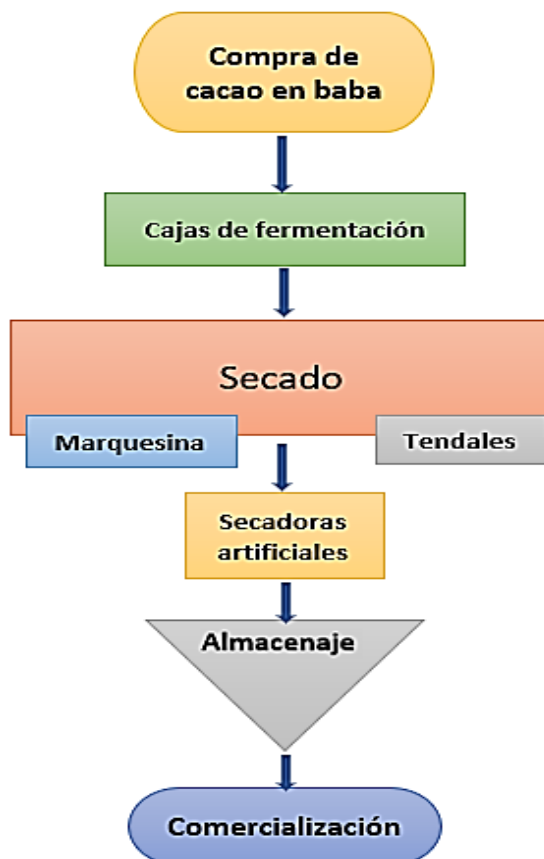 Compra de
cacao en baba
Cajas de fermentación
Secado
Marquesina
Tendales
Secadoras
artificiales
Almacenaje
Comercialización